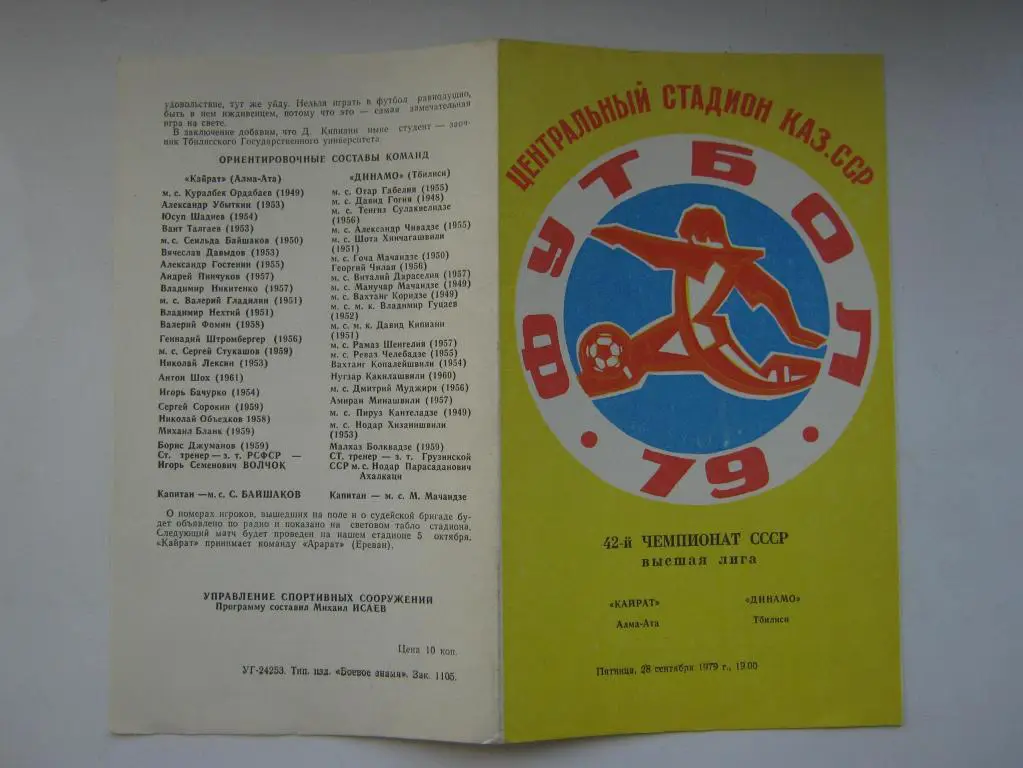 удовольствие, тут же уйду. Нельзя играть в футбол равнодушно,
быть в нем иждивенцем, потому что это — самая замечательная
игра на свете.
В заключение добавим, что Д. Кипиани ныне студент — заоч-
ник Тбилисского Государственного университета
ОРИЕНТИРОВОЧНЫЕ СОСТАВЫ КОМАНД
«Кайрат» (Алма-Ата)
м. с. Куралбек Ордабаев (1949)
Александр Убыткин (1953)
Юсуп Шадиев (1954)
Вант Талгаев (1953)
м. с. Сеильда Байшаков (1950)
Вячеслав Давыдов (1953)
Александр Гостенин (1955)
Андрей Пинчуков (1957)
Владимир Никитенко (1957)
м. с. Валерий Гладилин (1951)
Владимир Нехтий (1951)
Валерий Фомин (1958)
Геннадий Штромбергер (1956)
м. с. Сергей Стукашов (1959)
Николай Лексин (1953)
Антон Шох (1961)
Игорь Бачурко (1954)
Сергей Сорокин (1959)
Николай Объедков 1958)
Михаил Бланк (1959)
Борис Джуманов (1959)
Ст. тренер — з. т. РСФСР —
Игорь Семенович ВОЛЧОК
Капитан — м. с. С. БАЙШАКОВ
«ДИНАМО» (Тбилиси)
м. с. Отар Габелия (1955)
м. с. Давид Гогия (1948)
м. с. Тенгиз Сулаквелидзе
(1956)
м. с. Александр Чивадзе (1955)
м. с. Шота Хинчагашвили
(1951)
м. с. Гоча Мачаидзе (1950)
Георгий Чилая (1956)
м. с. Виталий Дараселия (1957)
м. с. Манучар Мачаидзе (1949)
м. с. Вахтанг Коридзе (1949)
м. с. м. к. Владимир Гуцаев
(1952)
м. с. м. к. Давид Кипиани
(1951)
м. с. Рамаз Шенгелия (1957)
м. с. Реваз Челебадзе (1955)
Вахтанг Копалейшвили (1954)
Нугзар Какилашвили (1960)
м. с. Дмитрий Муджири (1956)
Амиран Минашвили (1957)
м. с. Пируз Кантеладзе (1949)
м. с. Нодар Хизанишвили
(1953)
Малхаз Болквадзе (1959)
СТ. тренер — з. т. Грузинской
ССР м. с. Нодар Парасаданович
Ахалкаци
Капитан — м. с. М. Мачаидзе
О номерах игроков, вышедших на поле и о судейской бригаде бу-
дет объявлено по радио и показано на световом табло стадиона.
Следующий матч будет проведен на нашем стадионе 5 октября.
«Кайрат» принимает команду «Арарат» (Ереван).
УПРАВЛЕНИЕ СПОРТИВНЫХ СООРУЖЕНИЙ
Программу составил Михаил ИСАЕВ
Цена 10 коп.
УГ-24253. Тип. изд. «Боевое знамя». Зак. 1105.
ЦЕНТРАЛЬНЫЙ СТАДИОН КАЗ. ССР
ФУТБОЛ
• 79 •
42-й ЧЕМПИОНАТ СССР
высшая лига
«КАЙРАТ»
Алма-Ата
«ДИНАМО»
Тбилиси
Пятница, 28 сентября 1979 г., 19.00